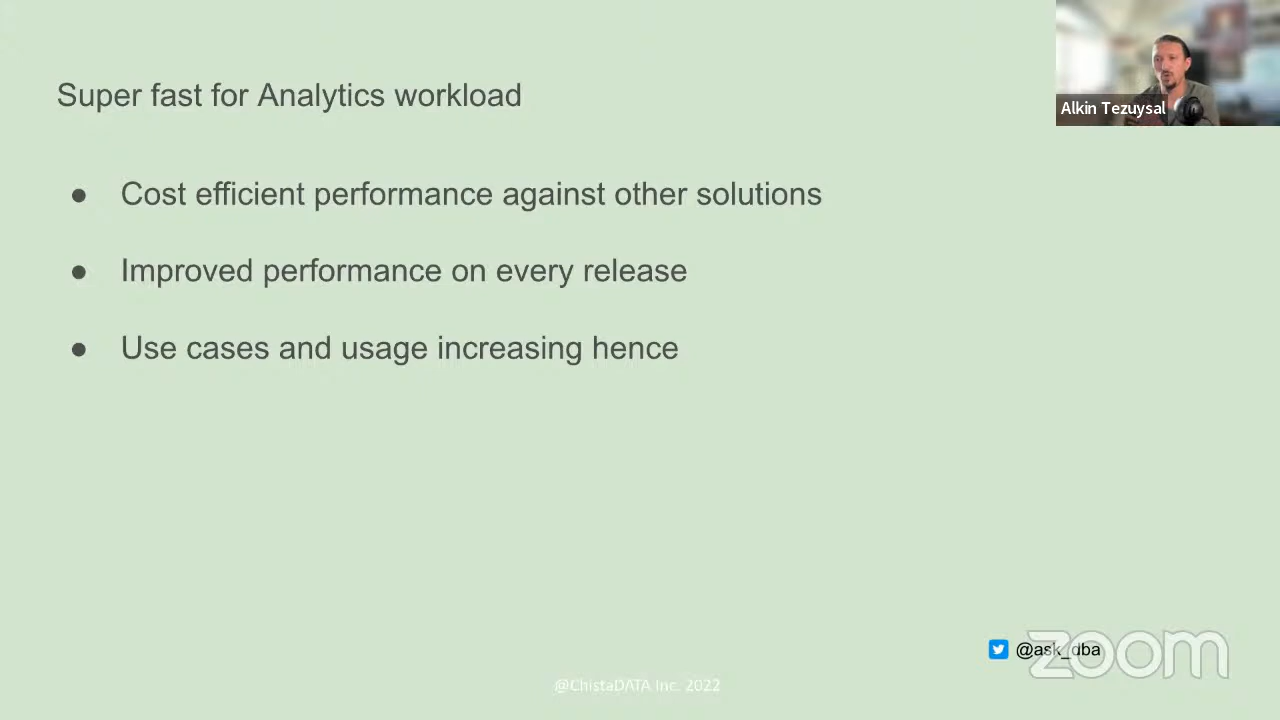 Super fast for Analytics workload
Alkin Tezuysal
● Cost efficient performance against other solutions
● Improved performance on every release
● Use cases and usage increasing hence
@ask_dba
zoom
@ChistaDATA Inc. 2022